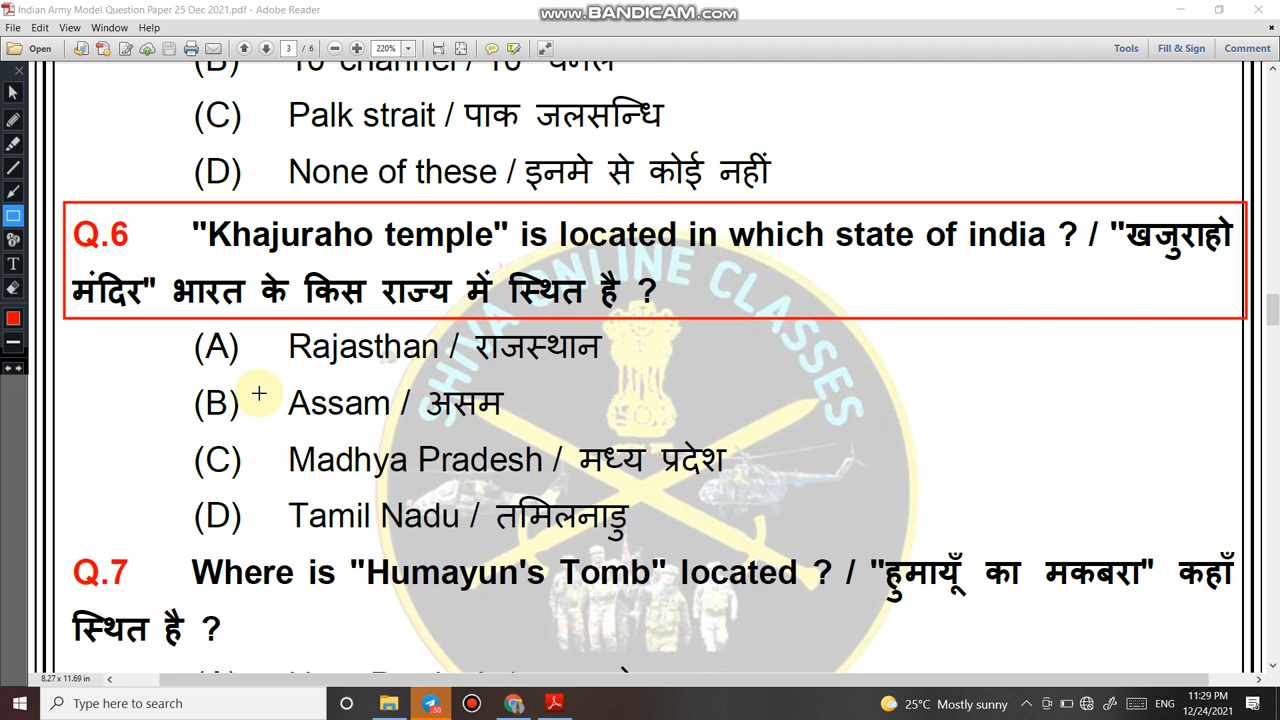 Indian Army Model Question Paper 25 Dec 2021.pdf - Adobe Reader
www.BANDICAM.com
File Edit View Window Help
Open 3 / 6 220% Tools Fill & Sign Comment
(C) Palk strait / पाक जलसन्धि
(D) None of these / इनमे से कोई नहीं
Q.6 "Khajuraho temple" is located in which state of india ? / "खजुराहो
मंदिर" भारत के किस राज्य में स्थित है ?
(A) Rajasthan / राजस्थान
(B) Assam / असम
(C) Madhya Pradesh / मध्य प्रदेश
(D) Tamil Nadu / तमिलनाडु
Q.7 Where is "Humayun's Tomb" located ? / "हुमायूँ का मकबरा" कहाँ
स्थित है ?
SHIVA ONLINE CLASSES
8.27 x 11.69 in
Type here to search 25°C Mostly sunny ENG 11:29 PM
12/24/2021